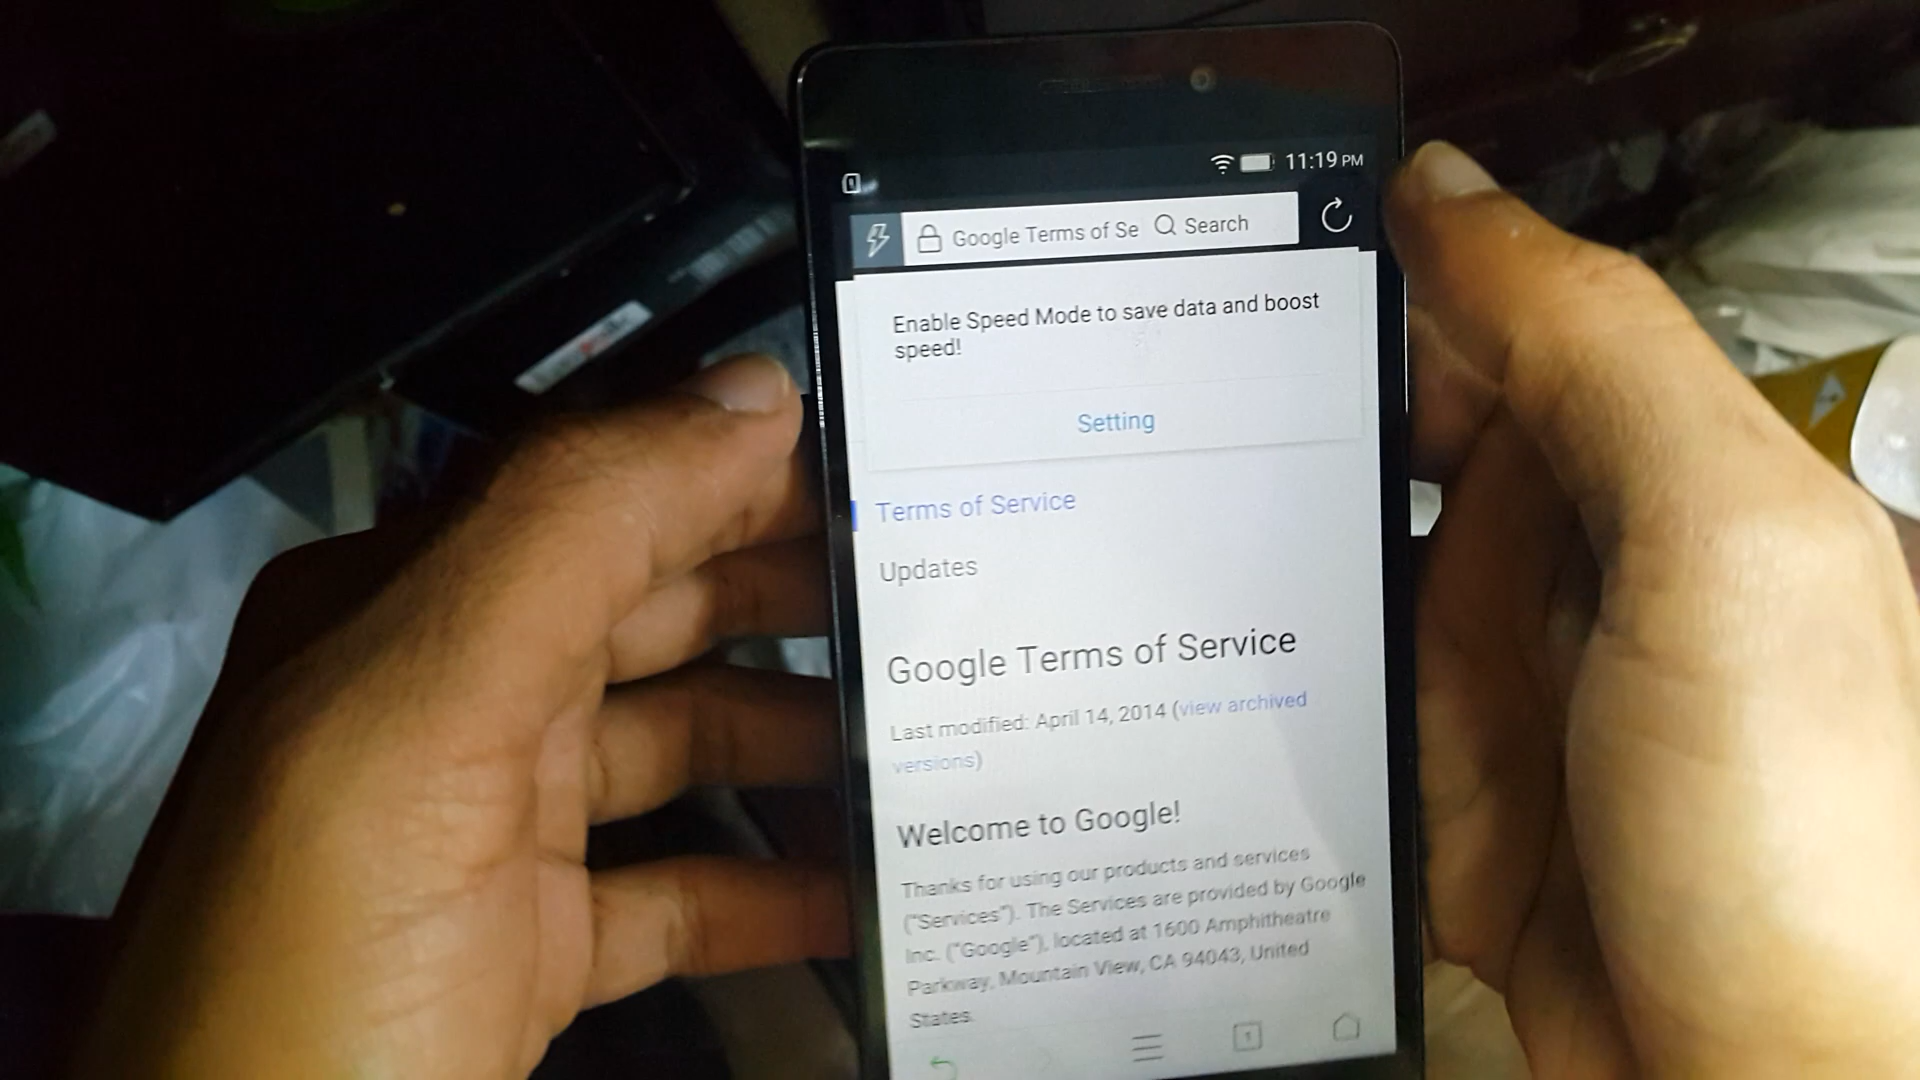 11:19 PM
Google Terms of Se Search
Enable Speed Mode to save data and boost
speed!
Setting
Terms of Service
Updates
Google Terms of Service
Last modified: April 14, 2014 (view archived
versions)
Welcome to Google!
Thanks for using our products and services
("Services"). The Services are provided by Google
Inc. ("Google"), located at 1600 Amphitheatre
Parkway, Mountain View, CA 94043, United
States.
1